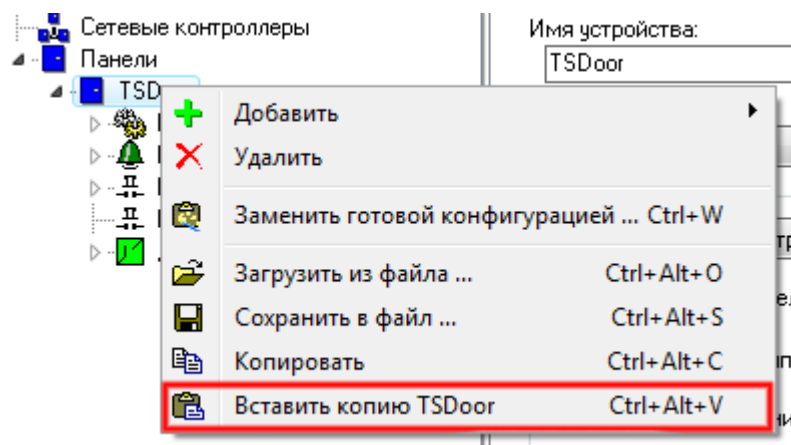 Сетевые контроллеры
Панели
TSD
Имя устройства:
TSDoor
Добавить
Удалить
Заменить готовой конфигурацией ... Ctrl+W
Загрузить из файла ... Ctrl+Alt+O
Сохранить в файл ... Ctrl+Alt+S
Копировать Ctrl+Alt+C
Вставить копию TSDoor Ctrl+Alt+V